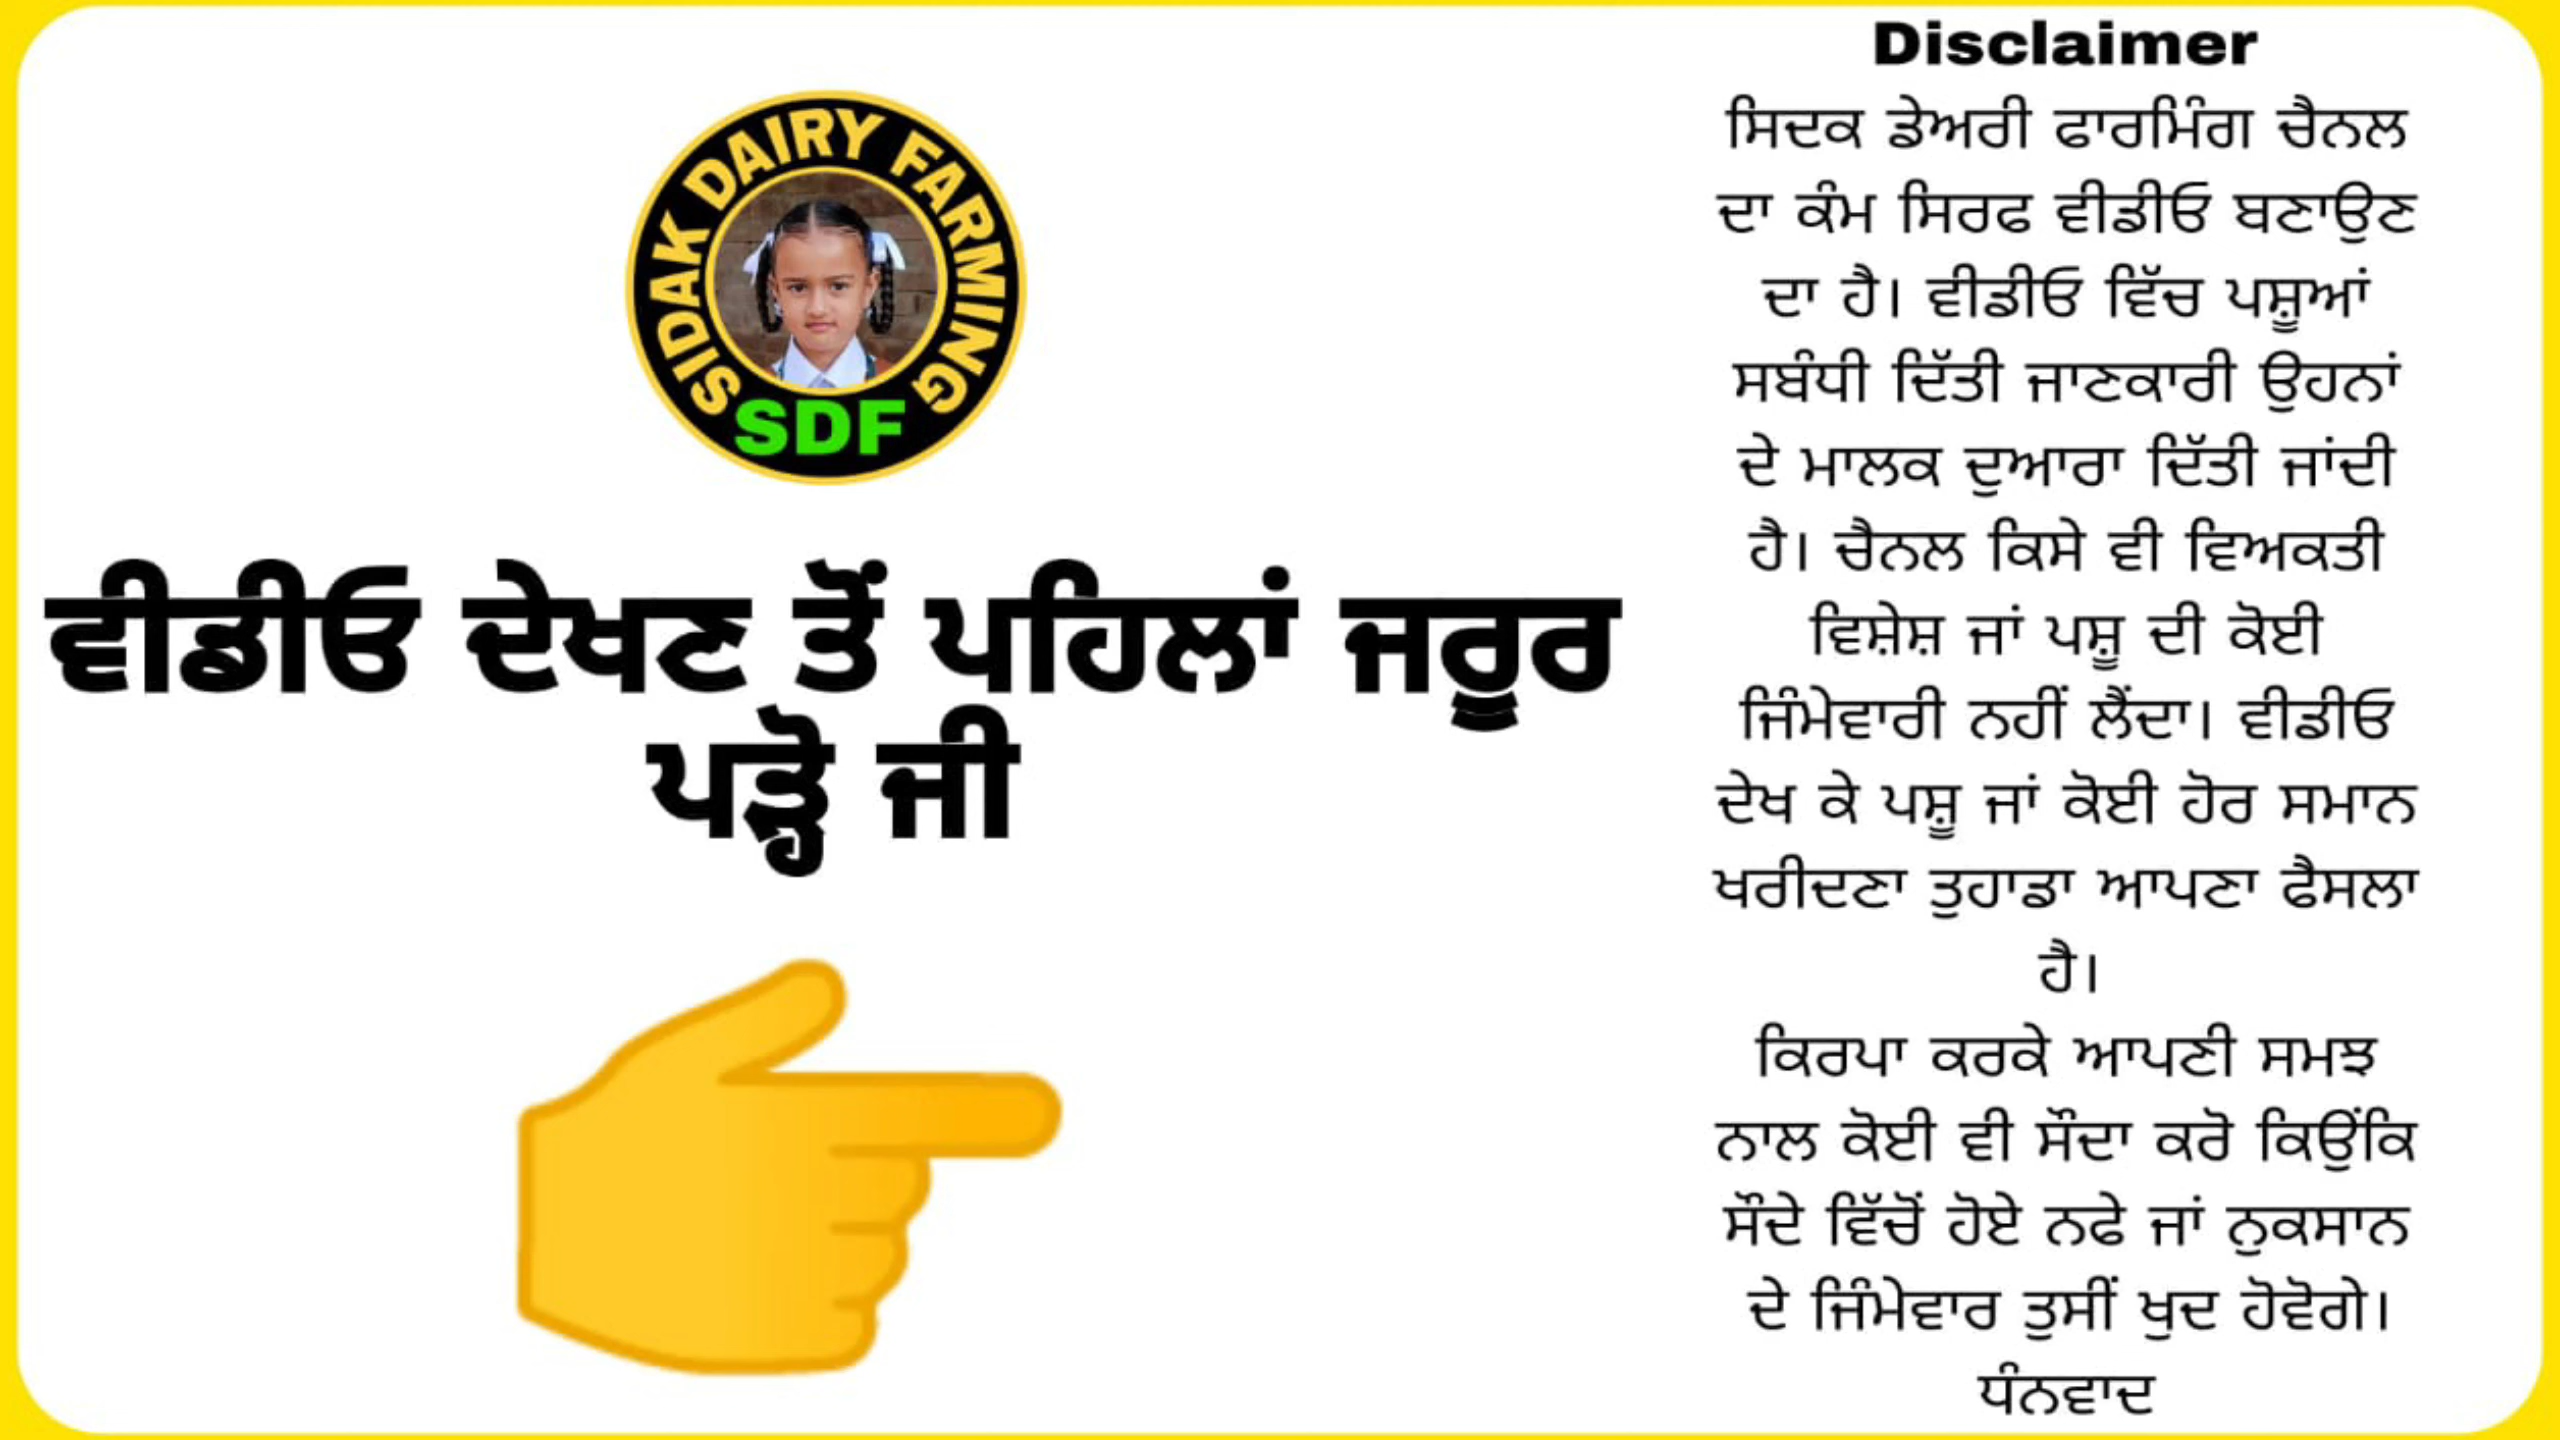 SIDAK DAIRY FARMING
SDF
ਵੀਡੀਓ ਦੇਖਣ ਤੋਂ ਪਹਿਲਾਂ ਜਰੂਰ
ਪੜ੍ਹੋ ਜੀ
Disclaimer
ਸਿਦਕ ਡੇਅਰੀ ਫਾਰਮਿੰਗ ਚੈਨਲ
ਦਾ ਕੰਮ ਸਿਰਫ ਵੀਡੀਓ ਬਣਾਉਣ
ਦਾ ਹੈ। ਵੀਡੀਓ ਵਿੱਚ ਪਸ਼ੂਆਂ
ਸਬੰਧੀ ਦਿੱਤੀ ਜਾਣਕਾਰੀ ਉਹਨਾਂ
ਦੇ ਮਾਲਕ ਦੁਆਰਾ ਦਿੱਤੀ ਜਾਂਦੀ
ਹੈ। ਚੈਨਲ ਕਿਸੇ ਵੀ ਵਿਅਕਤੀ
ਵਿਸ਼ੇਸ਼ ਜਾਂ ਪਸ਼ੂ ਦੀ ਕੋਈ
ਜਿੰਮੇਵਾਰੀ ਨਹੀਂ ਲੈਂਦਾ। ਵੀਡੀਓ
ਦੇਖ ਕੇ ਪਸ਼ੂ ਜਾਂ ਕੋਈ ਹੋਰ ਸਮਾਨ
ਖਰੀਦਣਾ ਤੁਹਾਡਾ ਆਪਣਾ ਫੈਸਲਾ
ਹੈ।
ਕਿਰਪਾ ਕਰਕੇ ਆਪਣੀ ਸਮਝ
ਨਾਲ ਕੋਈ ਵੀ ਸੌਦਾ ਕਰੋ ਕਿਉਂਕਿ
ਸੌਦੇ ਵਿੱਚੋਂ ਹੋਏ ਨਫੇ ਜਾਂ ਨੁਕਸਾਨ
ਦੇ ਜਿੰਮੇਵਾਰ ਤੁਸੀਂ ਖੁਦ ਹੋਵੋਗੇ।
ਧੰਨਵਾਦ